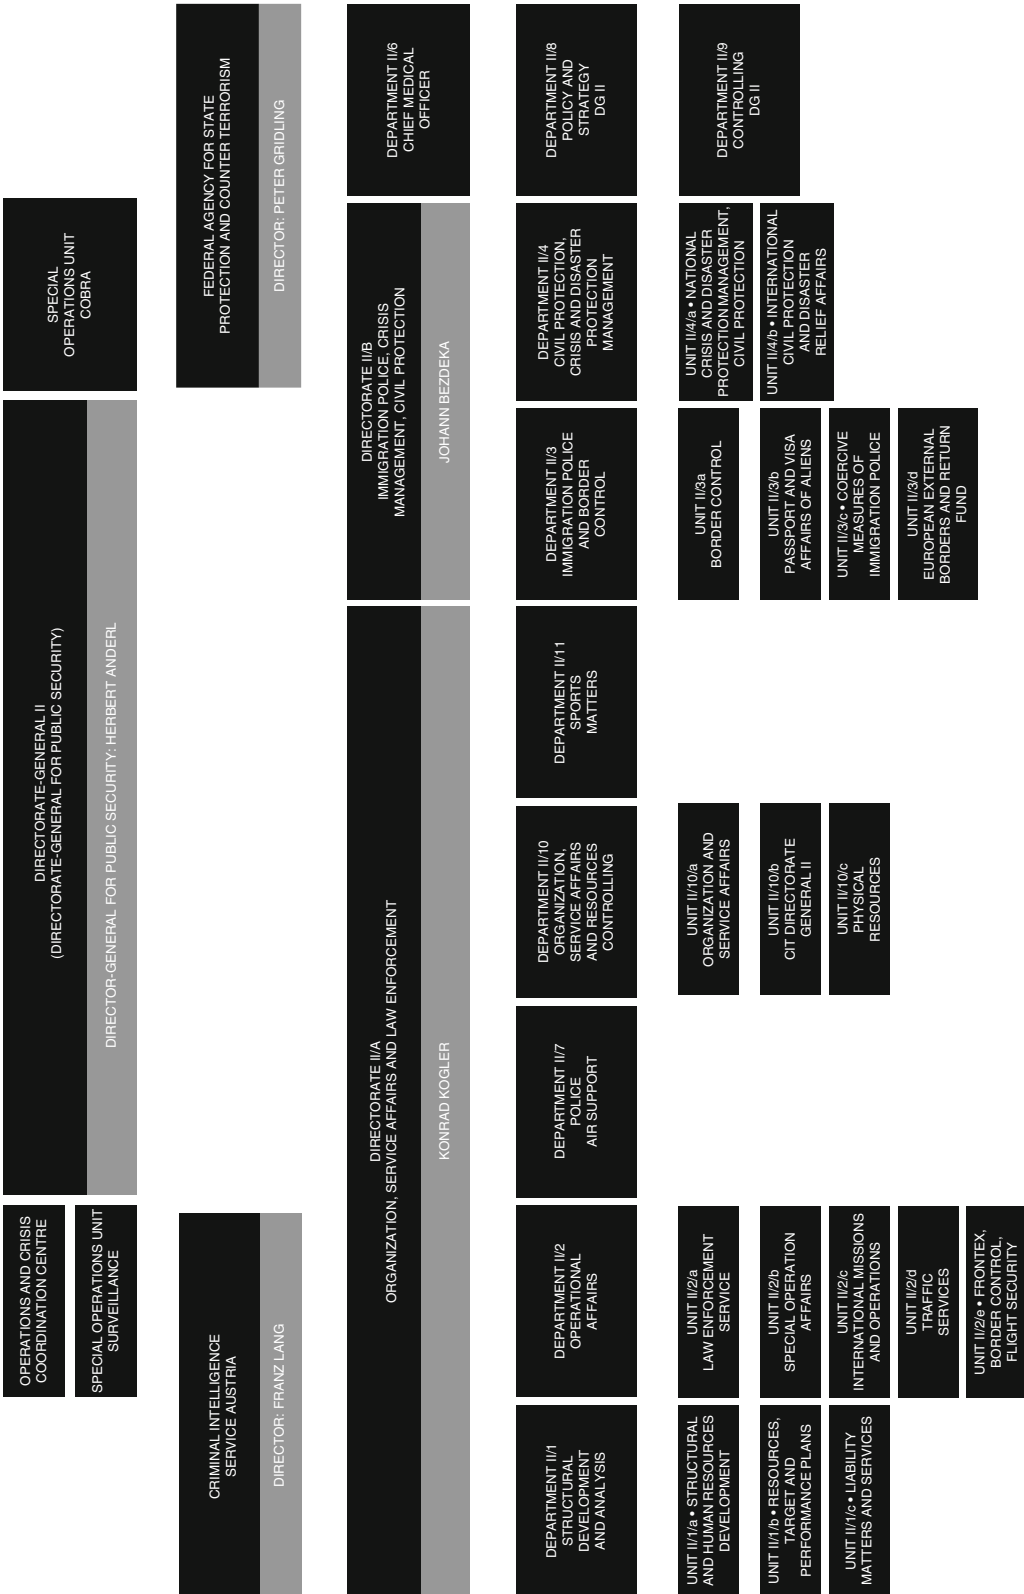 OPERATIONS AND CRISIS
COORDINATION CENTRE
SPECIAL OPERATIONS UNIT
SURVEILLANCE
DIRECTORATE-GENERAL II
(DIRECTORATE-GENERAL FOR PUBLIC SECURITY)
DIRECTOR-GENERAL FOR PUBLIC SECURITY: HERBERT ANDERL
SPECIAL
OPERATIONS UNIT
COBRA
CRIMINAL INTELLIGENCE
SERVICE AUSTRIA
DIRECTOR: FRANZ LANG
FEDERAL AGENCY FOR STATE
PROTECTION AND COUNTER TERRORISM
DIRECTOR: PETER GRIDLING
DIRECTORATE II/A
ORGANIZATION, SERVICE AFFAIRS AND LAW ENFORCEMENT
KONRAD KOGLER
DIRECTORATE II/B
IMMIGRATION POLICE, CRISIS
MANAGEMENT, CIVIL PROTECTION
JOHANN BEZDEKA
DEPARTMENT II/6
CHIEF MEDICAL
OFFICER
DEPARTMENT II/1
STRUCTURAL
DEVELOPMENT
AND ANALYSIS
DEPARTMENT II/2
OPERATIONAL
AFFAIRS
DEPARTMENT II/7
POLICE
AIR SUPPORT
DEPARTMENT II/10
ORGANIZATION,
SERVICE AFFAIRS
AND RESOURCES
CONTROLLING
DEPARTMENT II/11
SPORTS
MATTERS
DEPARTMENT II/3
IMMIGRATION POLICE
AND BORDER
CONTROL
DEPARTMENT II/4
CIVIL PROTECTION,
CRISIS AND DISASTER
PROTECTION
MANAGEMENT
DEPARTMENT II/8
POLICY AND
STRATEGY
DG II
UNIT II/1/a • STRUCTURAL
AND HUMAN RESOURCES
DEVELOPMENT
UNIT II/2/a
LAW ENFORCEMENT
SERVICE
UNIT II/10/a
ORGANIZATION AND
SERVICE AFFAIRS
UNIT II/3a
BORDER CONTROL
UNIT II/4/a • NATIONAL
CRISIS AND DISASTER
PROTECTION MANAGEMENT,
CIVIL PROTECTION
DEPARTMENT II/9
CONTROLLING
DG II
UNIT II/1/b • RESOURCES,
TARGET AND
PERFORMANCE PLANS
UNIT II/2/b
SPECIAL OPERATION
AFFAIRS
UNIT II/10/b
CIT DIRECTORATE
GENERAL II
UNIT II/3/b
PASSPORT AND VISA
AFFAIRS OF ALIENS
UNIT II/4/b • INTERNATIONAL
CIVIL PROTECTION
AND DISASTER
RELIEF AFFAIRS
UNIT II/1/c • LIABILITY
MATTERS AND SERVICES
UNIT II/2/c
INTERNATIONAL MISSIONS
AND OPERATIONS
UNIT II/10/c
PHYSICAL
RESOURCES
UNIT II/3/c • COERCIVE
MEASURES OF
IMMIGRATION POLICE
UNIT II/2/d
TRAFFIC
SERVICES
UNIT II/3/d
EUROPEAN EXTERNAL
BORDERS AND RETURN
FUND
UNIT II/2/e • FRONTEX,
BORDER CONTROL,
FLIGHT SECURITY